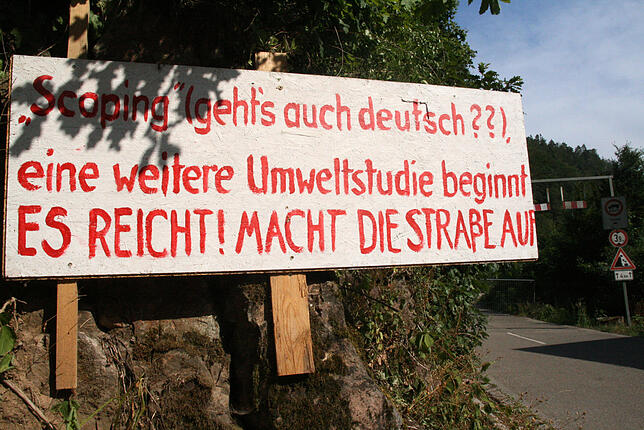 „Scoping“ (geht's auch deutsch??),
eine weitere Umweltstudie beginnt
ES REICHT! MACHT DIE STRAßE AUF